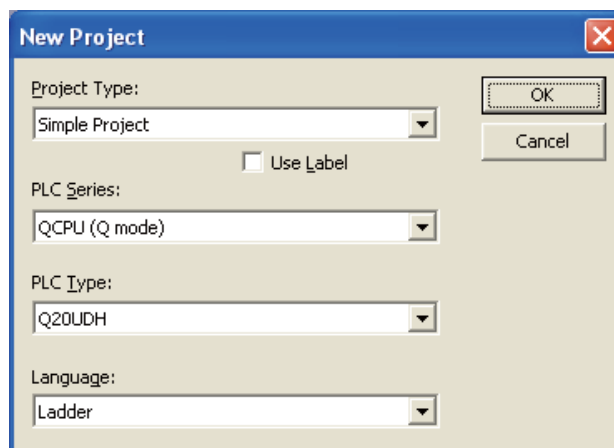 New Project
Project Type:
OK
Simple Project
Cancel
Use Label
PLC Series:
QCPU (Q mode)
PLC Type:
Q20UDH
Language:
Ladder